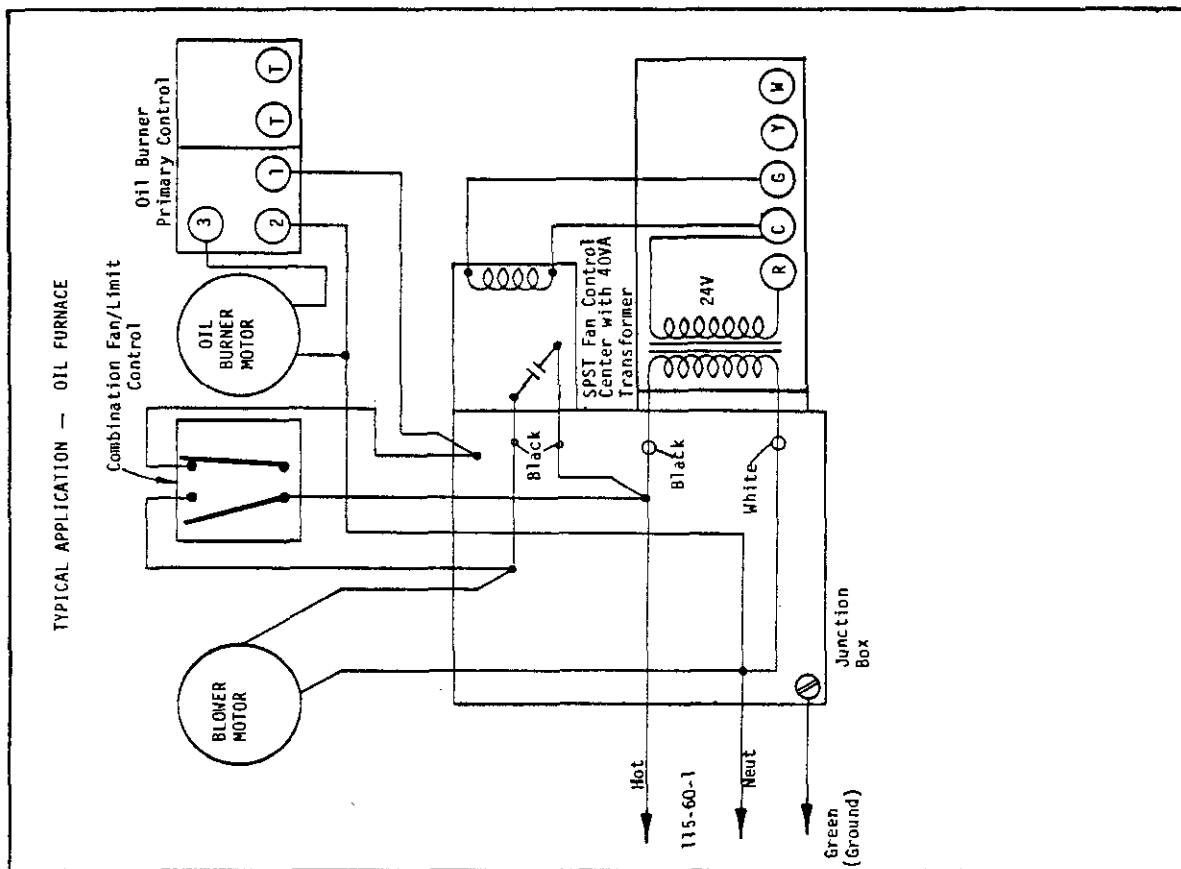 TYPICAL APPLICATION — OIL FURNACE
Combination Fan/Limit
Control
Oil Burner
Primary Control
BLOWER
MOTOR
OIL
BURNER
MOTOR
3
2
1
T
T
Black
SPST Fan Control
Center with 40VA
Transformer
Hot
Black
115-60-1
24V
Neut
White
R
C
G
Y
W
Green
(Ground)
Junction
Box